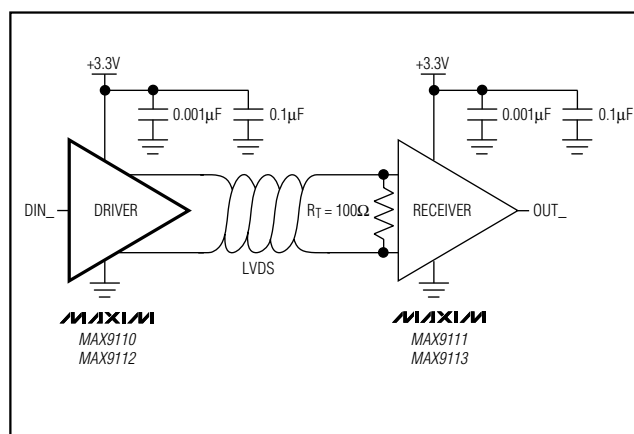 +3.3V
0.001µF
0.1µF
+3.3V
0.001µF
0.1µF
DIN_
DRIVER
LVDS
RT = 100Ω
RECEIVER
OUT_
MAXIM
MAX9110
MAX9112
MAXIM
MAX9111
MAX9113